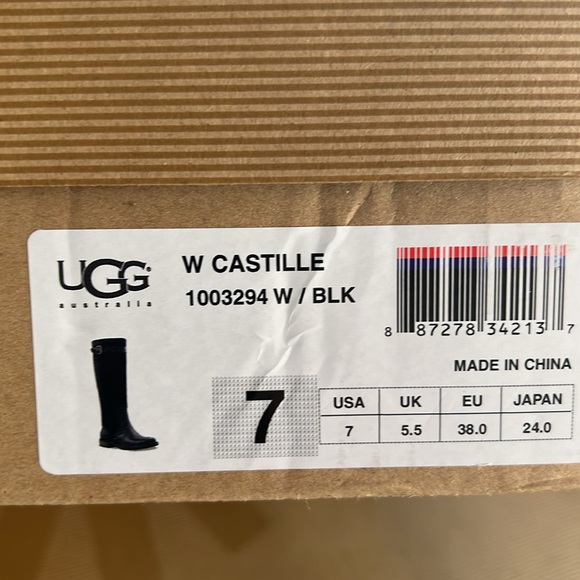 UGG®
australia
W CASTILLE
1003294 W / BLK
8 87278 34213 7
MADE IN CHINA
7
USA UK EU JAPAN
7 5.5 38.0 24.0